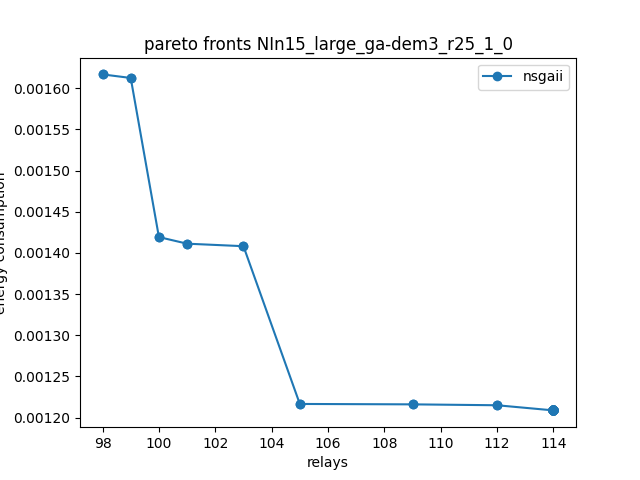 pareto fronts NIn15_large_ga-dem3_r25_1_0
nsgaii
0.00160
0.00155
0.00150
0.00145
0.00140
0.00135
0.00130
0.00125
0.00120
energy consumption
98 100 102 104 106 108 110 112 114
relays